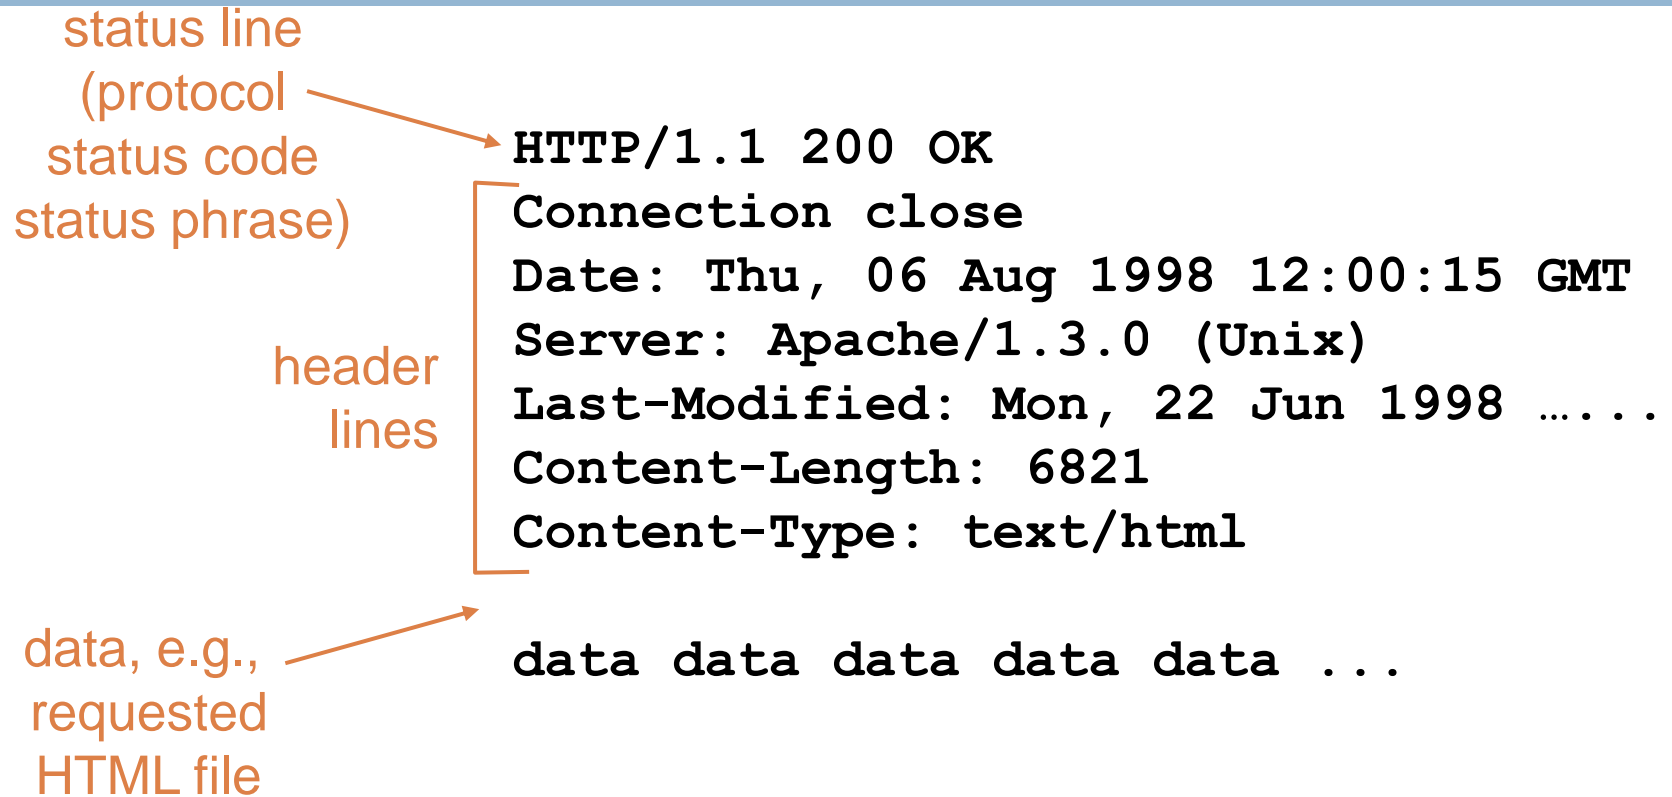 status line
(protocol
status code
status phrase)
HTTP/1.1 200 OK
Connection close
Date: Thu, 06 Aug 1998 12:00:15 GMT
Server: Apache/1.3.0 (Unix)
Last-Modified: Mon, 22 Jun 1998 …...
Content-Length: 6821
Content-Type: text/html
header
lines
data, e.g.,
requested
HTML file
data data data data data ...